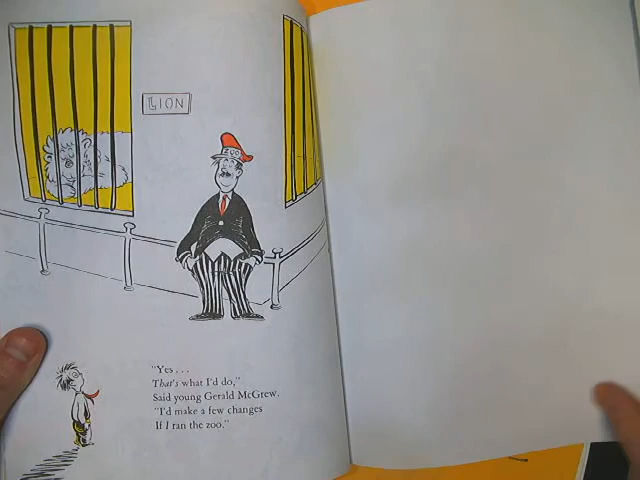 LION
ZOO
"Yes . . .
That's what I'd do,"
Said young Gerald McGrew.
"I'd make a few changes
If I ran the zoo."